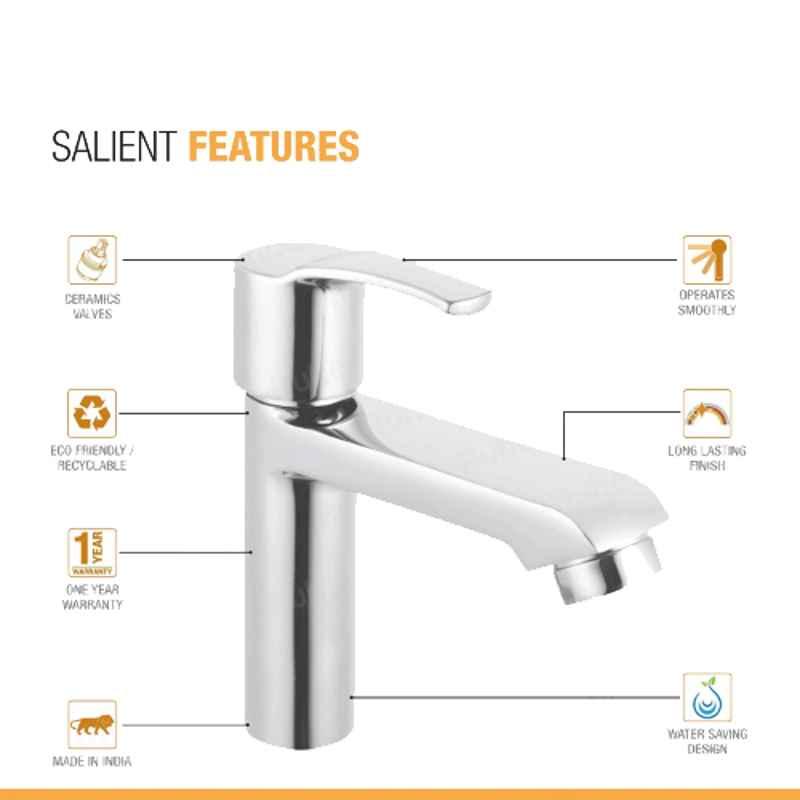 SALIENT FEATURES
CERAMICS
VALVES
OPERATES
SMOOTHLY
ECO FRIENDLY /
RECYCLABLE
LONG LASTING
FINISH
1 YEAR
WARRANTY
ONE YEAR
WARRANTY
WATER SAVING
DESIGN
MADE IN INDIA